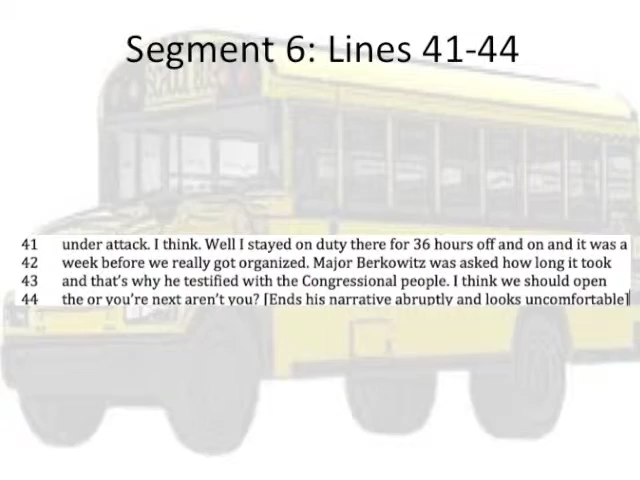 Segment 6: Lines 41-44
SCHOOL BUS
41 under attack. I think. Well I stayed on duty there for 36 hours off and on and it was a
42 week before we really got organized. Major Berkowitz was asked how long it took
43 and that's why he testified with the Congressional people. I think we should open
44 the or you're next aren't you? [Ends his narrative abruptly and looks uncomfortable]